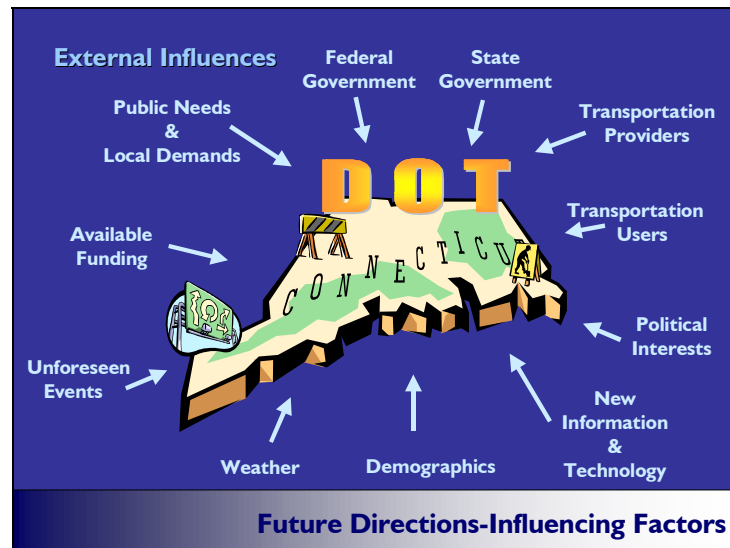 External Influences
Federal
Government
State
Government
Public Needs
&
Local Demands
Transportation
Providers
DOT
Transportation
Users
Available
Funding
CONNECTICU
Political
Interests
Unforeseen
Events
New
Information
&
Technology
Weather
Demographics
Future Directions-Influencing Factors